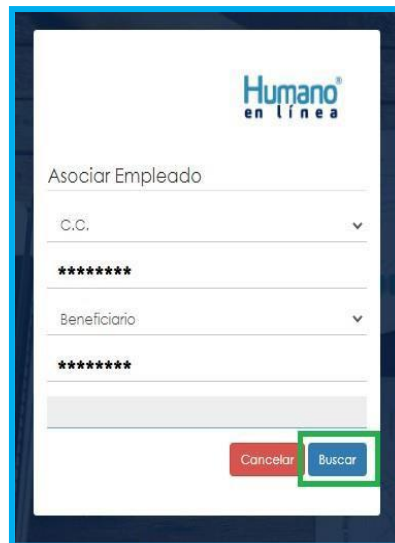 Humano®
en línea
Asociar Empleado
C.C.
********
Beneficiario
********
Cancelar Buscar